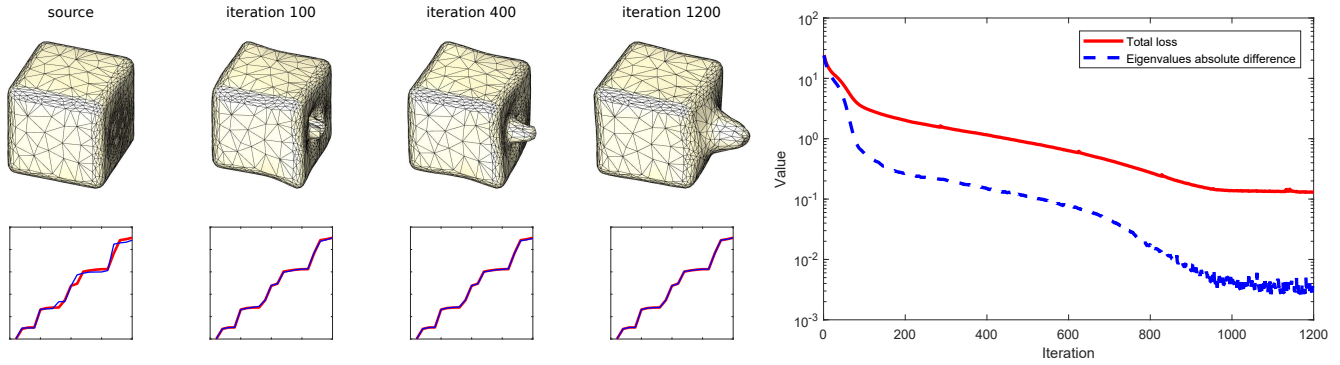 source
iteration 100
iteration 400
iteration 1200
Total loss
Eigenvalues absolute difference
Value
10^2
10^1
10^0
10^-1
10^-2
10^-3
0 200 400 600 800 1000 1200
Iteration